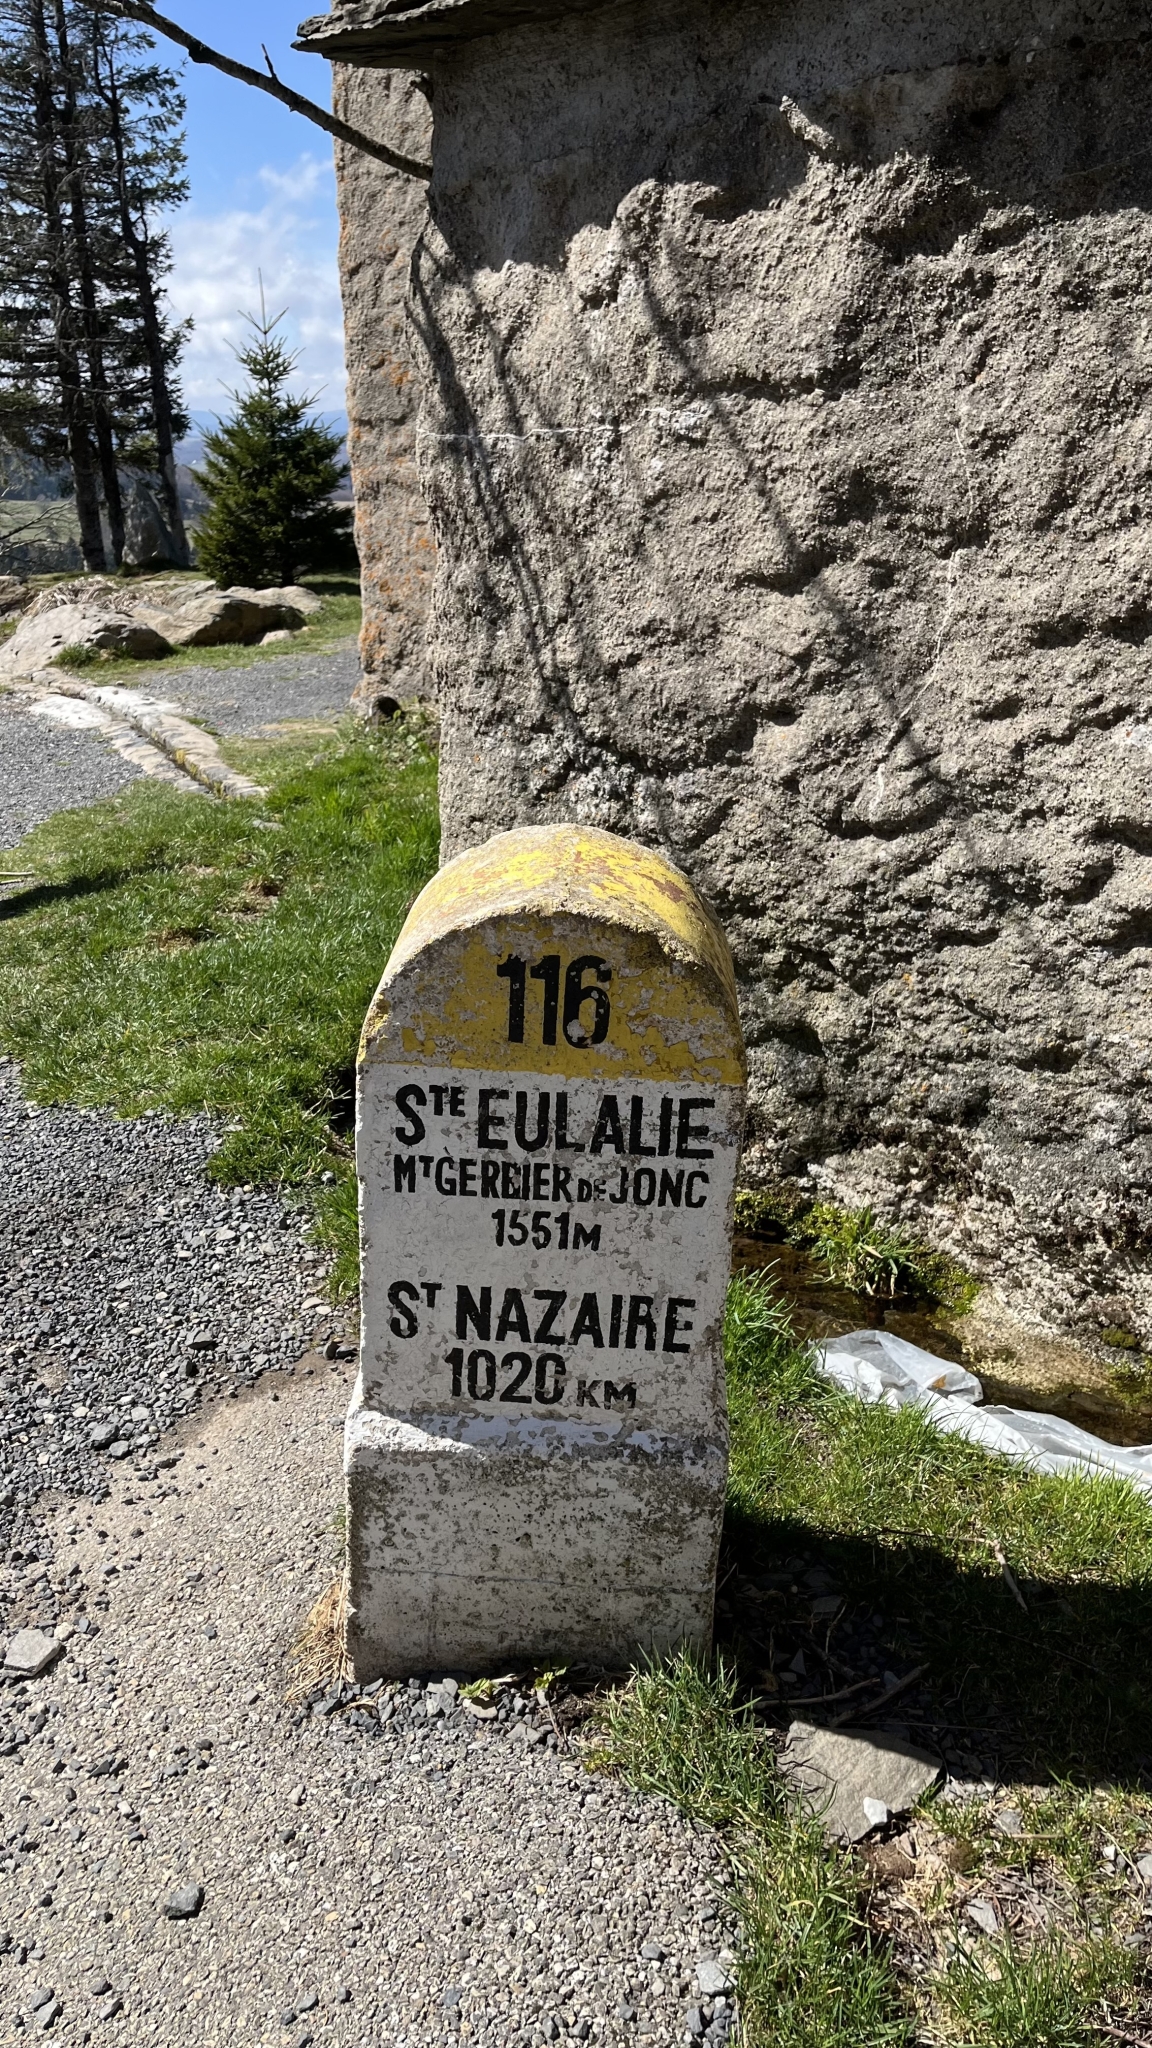 116
STE EULALIE
MT GERBIER DE JONC
1551M
ST NAZAIRE
1020 KM